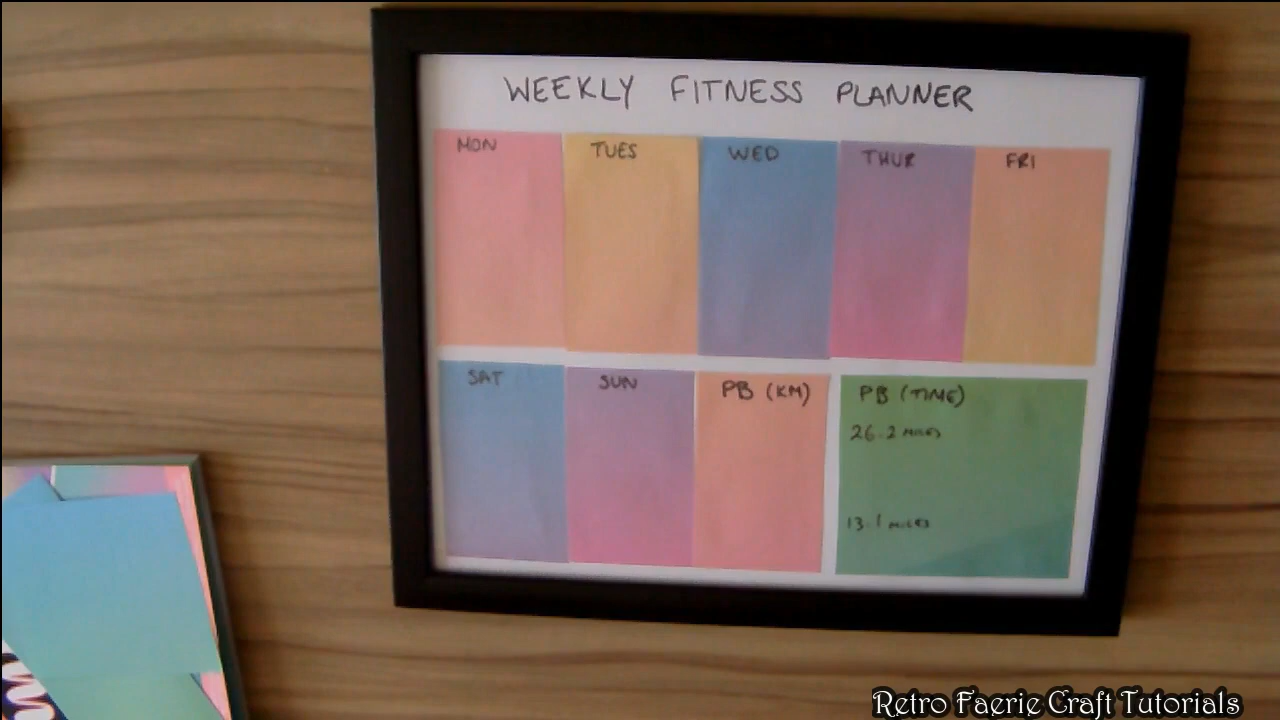 WEEKLY FITNESS PLANNER
MON TUES WED THUR FRI
SAT SUN PB (KM) PB (TIME)
26.2 MILES
13.1 MILES
Retro Faerie Craft Tutorials